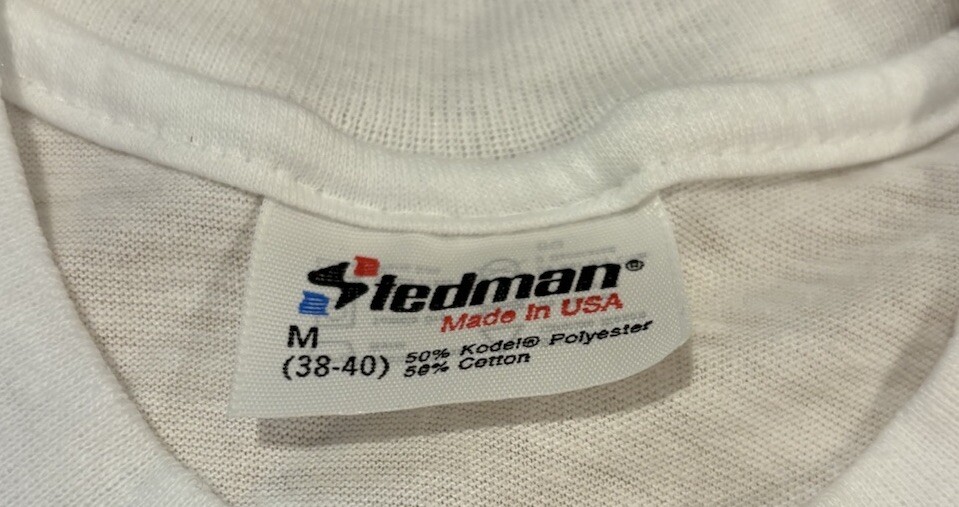 Stedman®
Made In USA
M
(38-40)
50% Kodel® Polyester
50% Cotton